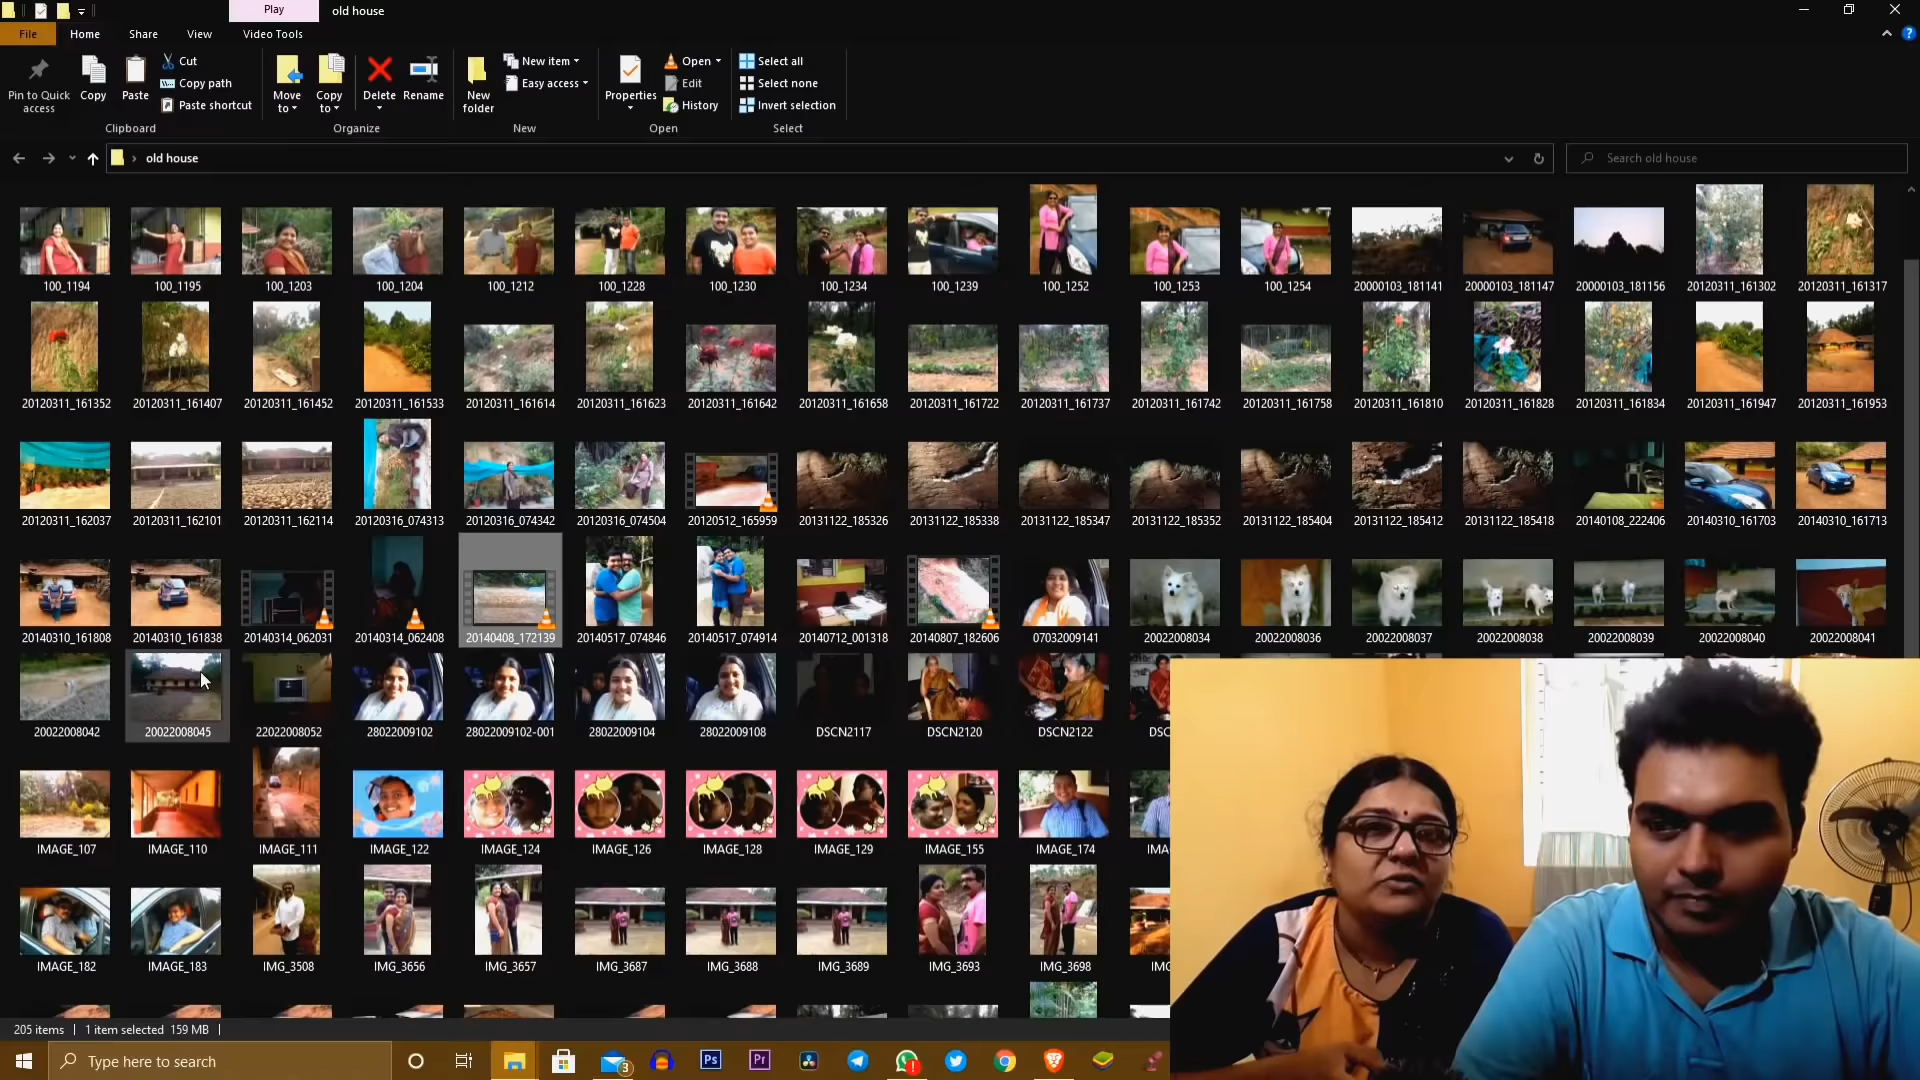 Play
old house
File
Home
Share
View
Video Tools
Pin to Quick access
Copy
Paste
Cut
Copy path
Paste shortcut
Clipboard
Move to
Copy to
Delete
Rename
Organize
New folder
New item
Easy access
New
Properties
Open
Edit
History
Open
Select all
Select none
Invert selection
Select
old house
Search old house
100_1194 100_1195 100_1203 100_1204 100_1212 100_1228 100_1230 100_1234 100_1239 100_1252 100_1253 100_1254 20000103_181141 20000103_181147 20000103_181156 20120311_161302 20120311_161317
20120311_161352 20120311_161407 20120311_161452 20120311_161533 20120311_161614 20120311_161623 20120311_161642 20120311_161658 20120311_161722 20120311_161737 20120311_161742 20120311_161758 20120311_161810 20120311_161828 20120311_161834 20120311_161947 20120311_161953
20120311_162037 20120311_162101 20120311_162114 20120316_074313 20120316_074342 20120316_074504 20120512_165959 20131122_185326 20131122_185338 20131122_185347 20131122_185352 20131122_185404 20131122_185412 20131122_185418 20140108_222406 20140310_161703 20140310_161713
20140310_161808 20140310_161838 20140314_062031 20140314_062408 20140408_172139 20140517_074846 20140517_074914 20140712_001318 20140807_182606 07032009141 20022008034 20022008036 20022008037 20022008038 20022008039 20022008040 20022008041
20022008042 20022008045 22022008052 28022009102 28022009102-001 28022009104 28022009108 DSCN2117 DSCN2120 DSCN2122 DSC
IMAGE_107 IMAGE_110 IMAGE_111 IMAGE_122 IMAGE_124 IMAGE_126 IMAGE_128 IMAGE_129 IMAGE_155 IMAGE_174 IMA
IMAGE_182 IMAGE_183 IMG_3508 IMG_3656 IMG_3657 IMG_3687 IMG_3688 IMG_3689 IMG_3693 IMG_3698 IMG
205 items 1 item selected 159 MB
Type here to search
3
Ps
Pr